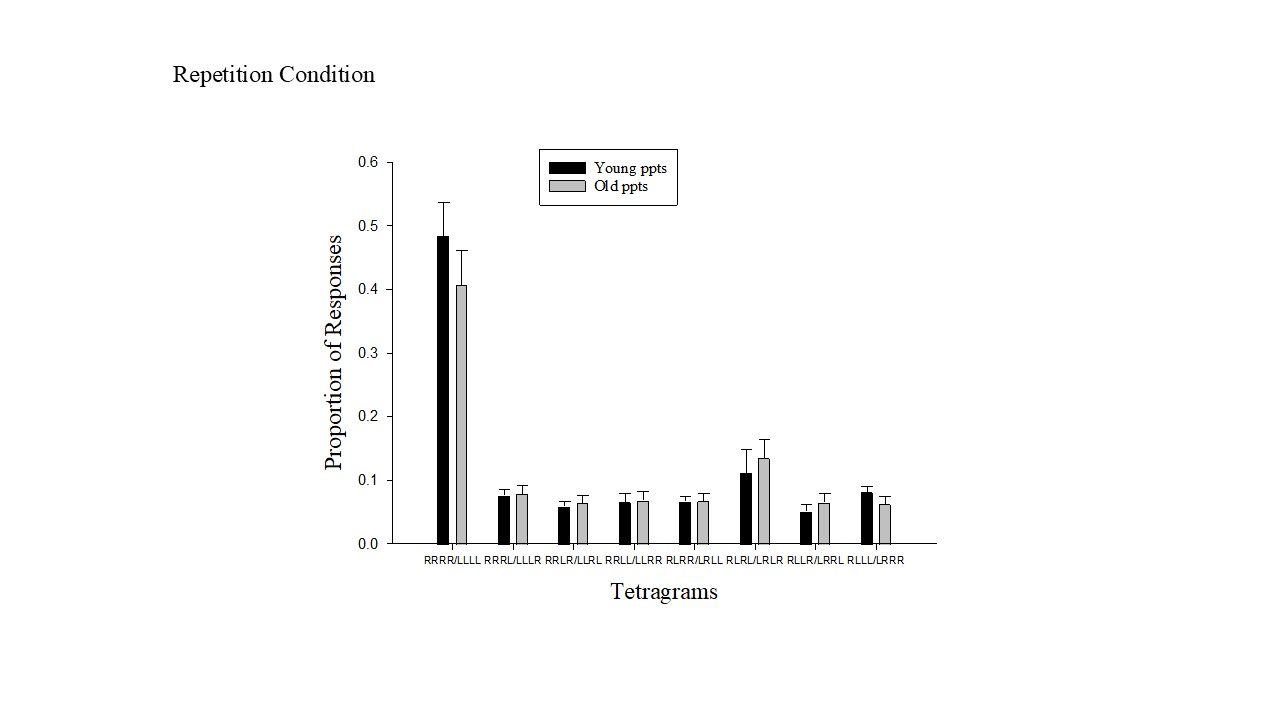 Repetition Condition
Young ppts
Old ppts
Proportion of Responses
0.6
0.5
0.4
0.3
0.2
0.1
0.0
RRRR/LLLL RRRL/LLLR RRLR/LLRL RRLL/LLRR RLRR/LRLL RLRL/LRLR RLLR/LRRL RLLL/LRRR
Tetragrams